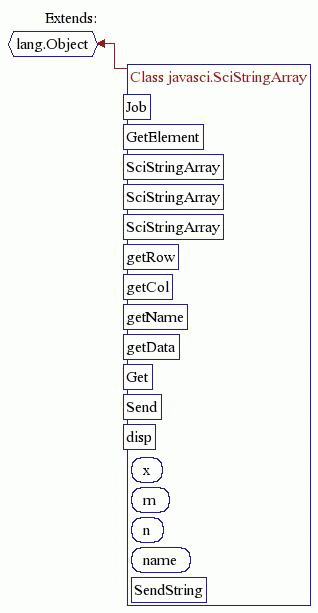 Extends:
lang.Object
Class javasci.SciStringArray
Job
GetElement
SciStringArray
SciStringArray
SciStringArray
getRow
getCol
getName
getData
Get
Send
disp
x
m
n
name
SendString